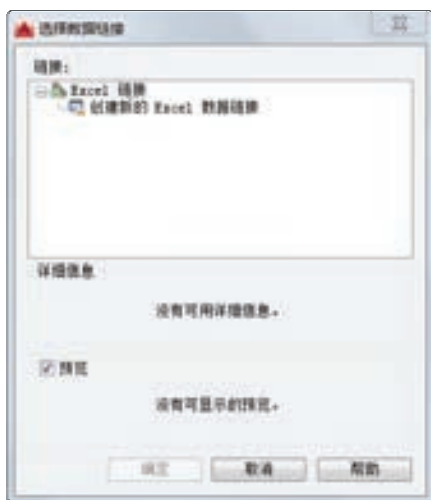 选择数据链接
链接:
Excel 链接
创建新的 Excel 数据链接
详细信息
没有可用详细信息。
预览
没有可显示的预览。
确定 取消 帮助